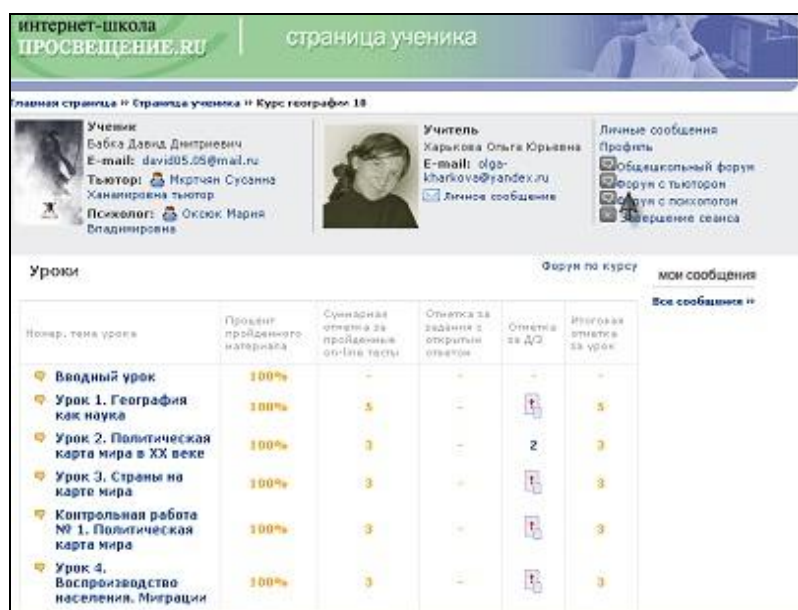 интернет-школа
ПРОСВЕЩЕНИЕ.RU
страница ученика
Главная страница » Страница ученика » Курс географии 10
Ученик
Бабка Давид Дмитриевич
E-mail: david05.05@mail.ru
Тьютор: Мкртчян Сусанна
Ханамировна тьютор
Психолог: Оксюк Мария
Владимировна
Учитель
Харькова Ольга Юрьевна
E-mail: olga-
kharkova@yandex.ru
Личное сообщение
Личные сообщения
Профиль
Общешкольный форум
Форум с тьютором
с психологом
Завершение сеанса
Уроки
Форум по курсу
мои сообщения
Все сообщения »
Номер, тема урока
Процент
пройденного
материала
Суммарная
отметка за
пройденные
on-line тесты
Отметка за
задания с
открытым
ответом
Отметка
за Д/З
Итоговая
отметка
за урок
Вводный урок 100% - - - -
Урок 1. География 100% 5 - 5
как наука
Урок 2. Политическая 100% 3 - 2 3
карта мира в XX веке
Урок 3. Страны на 100% 3 - 3
карте мира
Контрольная работа
№ 1. Политическая 100% 3 - 3
карта мира
Урок 4.
Воспроизводство 100% 3 - 3
населения. Миграции